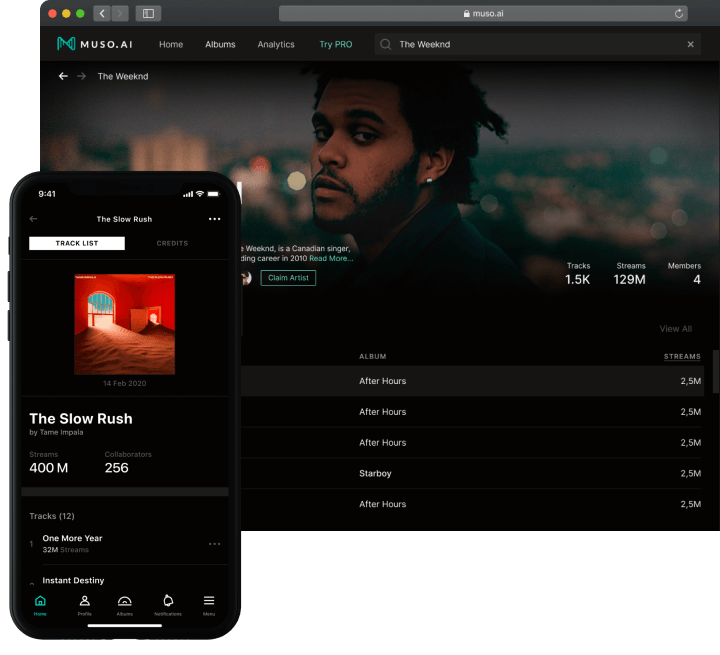 muso.ai
MUSO.AI
Home
Albums
Analytics
Try PRO
The Weeknd
The Weeknd
e Weeknd, is a Canadian singer,
ding career in 2010 Read More...
Claim Artist
Tracks
Streams
Members
1.5K
129M
4
View All
ALBUM
STREAMS
After Hours
2,5M
After Hours
2,5M
After Hours
2,5M
Starboy
2,5M
After Hours
2,5M
9:41
The Slow Rush
TRACK LIST
CREDITS
14 Feb 2020
The Slow Rush
by Tame Impala
Streams
Collaborators
400 M
256
Tracks (12)
1
One More Year
32M Streams
Instant Destiny
Home
Profile
Albums
Notifications
Menu